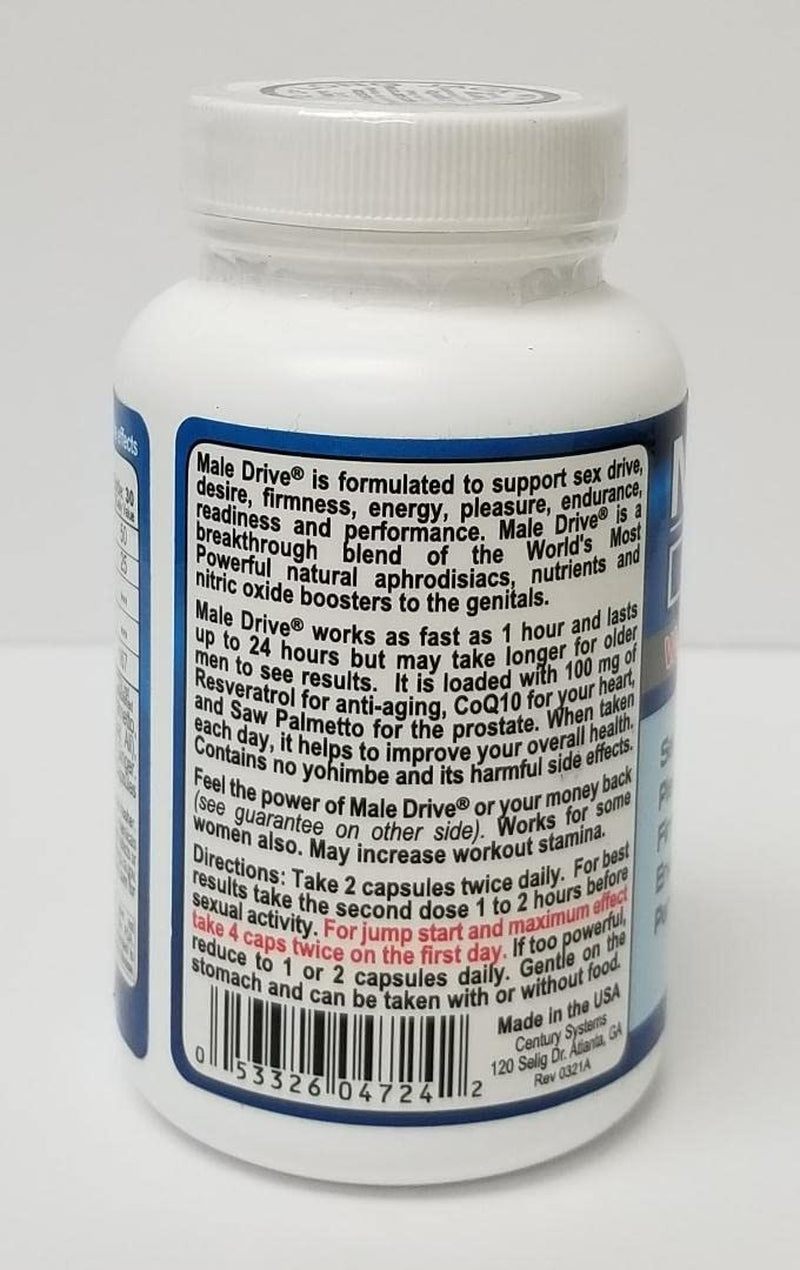 effects
30
50
25
**
**
167
Male Drive® is formulated to support sex drive,
desire, firmness, energy, pleasure, endurance,
readiness and performance. Male Drive® is a
breakthrough blend of the World's Most
Powerful natural aphrodisiacs, nutrients and
nitric oxide boosters to the genitals.
Male Drive® works as fast as 1 hour and lasts
up to 24 hours but may take longer for older
men to see results. It is loaded with 100 mg of
Resveratrol for anti-aging, CoQ10 for your heart,
and Saw Palmetto for the prostate. When taken
each day, it helps to improve your overall health.
Contains no yohimbe and its harmful side effects.
Feel the power of Male Drive® or your money back
(see guarantee on other side). Works for some
women also. May increase workout stamina.
Directions: Take 2 capsules twice daily. For best
results take the second dose 1 to 2 hours before
sexual activity. For jump start and maximum effect
take 4 caps twice on the first day. If too powerful,
reduce to 1 or 2 capsules daily. Gentle on the
stomach and can be taken with or without food.
Made in the USA
Century Systems
120 Selig Dr. Atlanta, GA
Rev 0321A
0 53326 04724 2